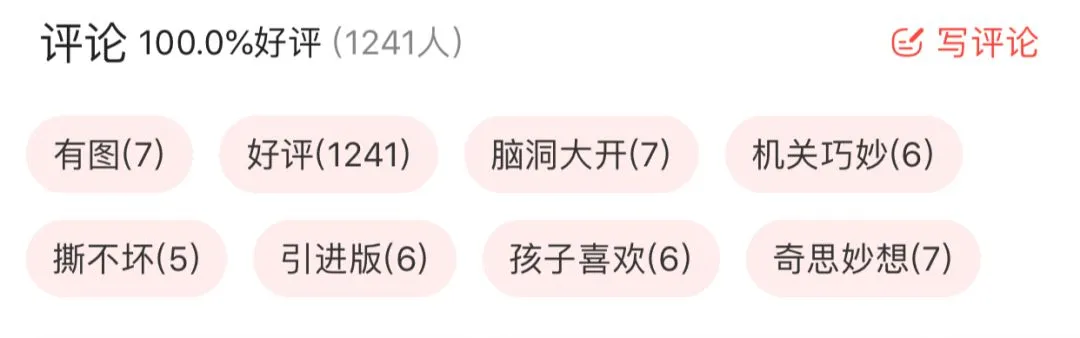 评论 100.0%好评 (1241人) 写评论
有图(7) 好评(1241) 脑洞大开(7) 机关巧妙(6)
撕不坏(5) 引进版(6) 孩子喜欢(6) 奇思妙想(7)